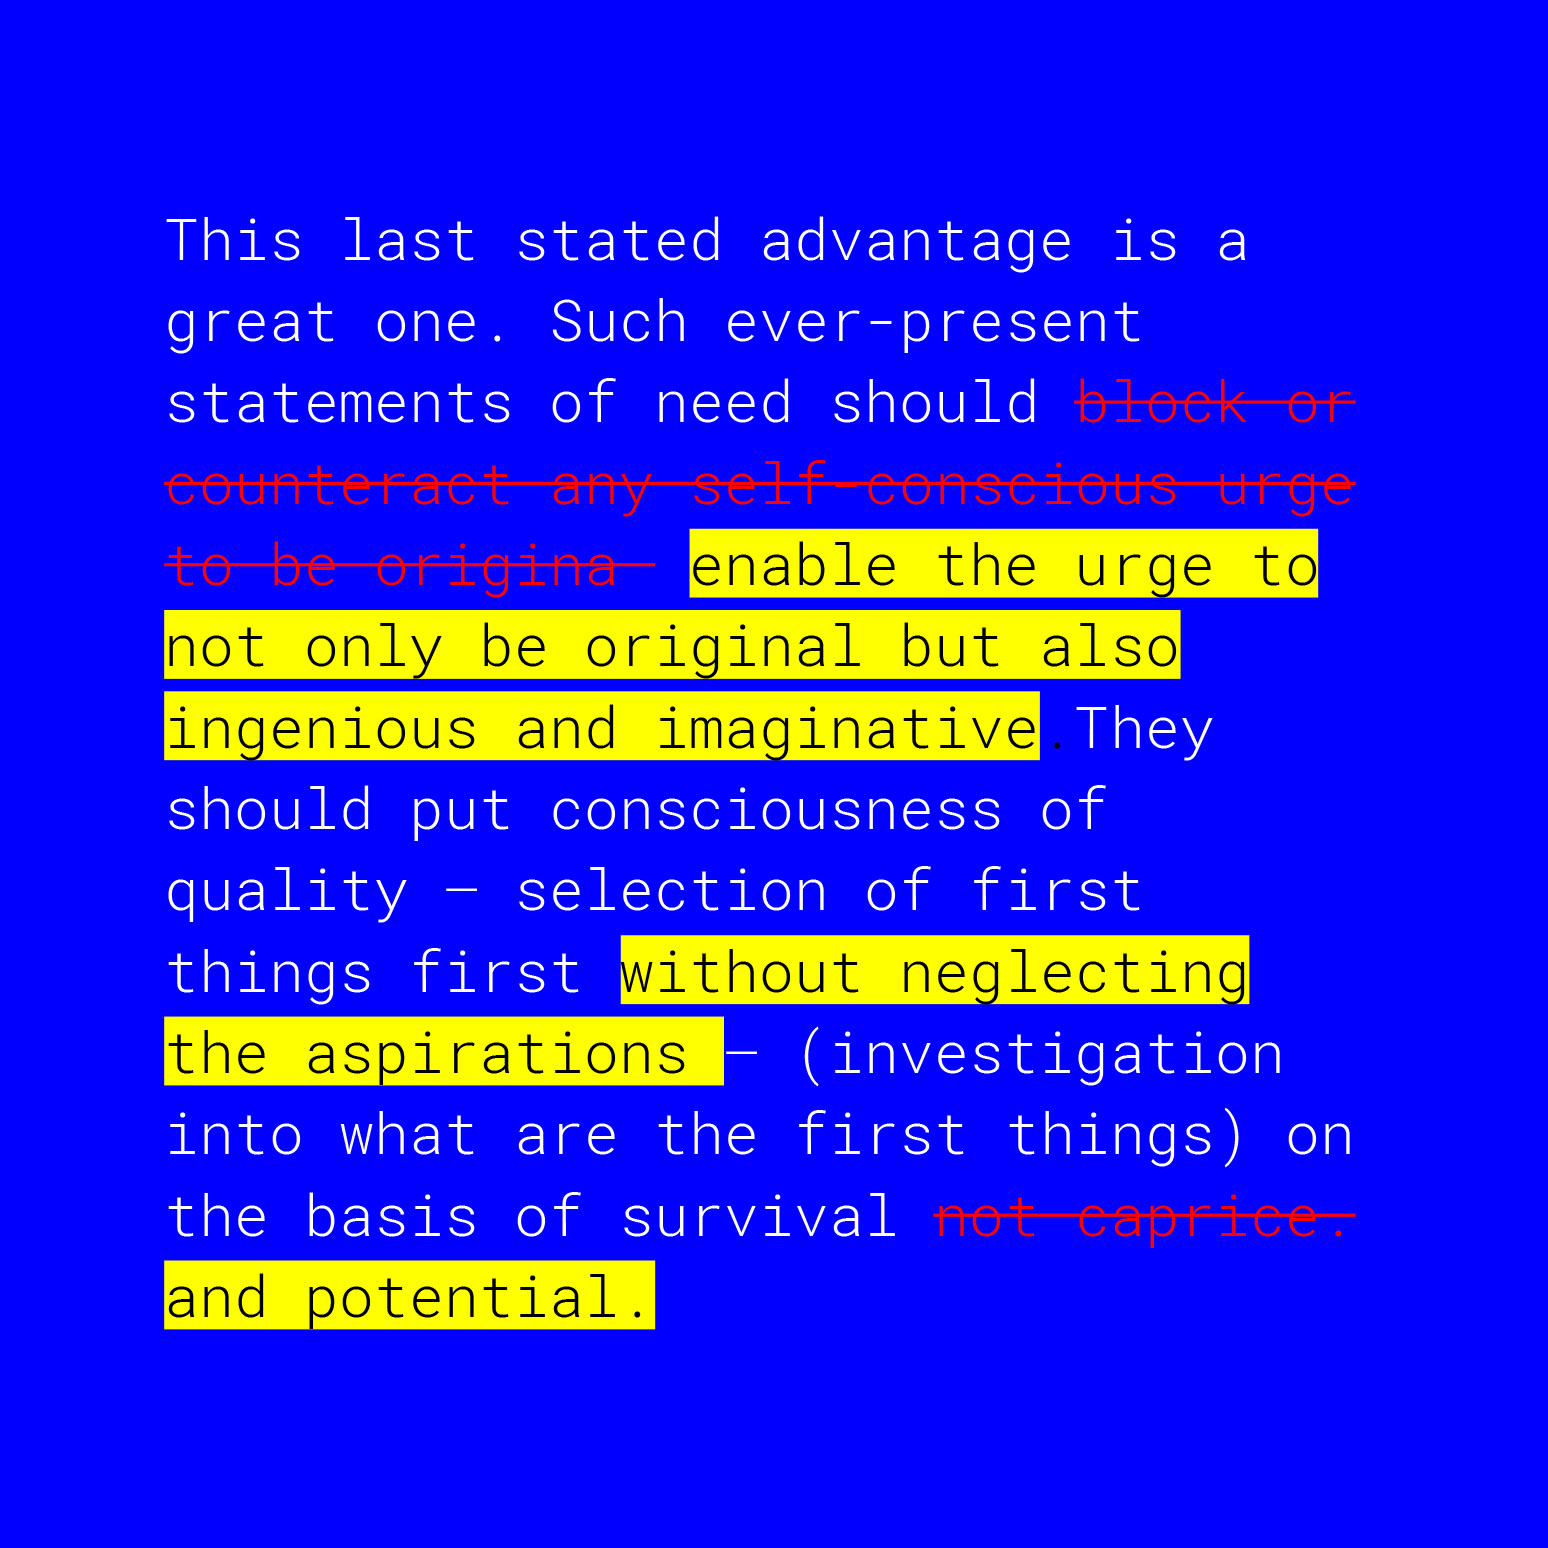 This last stated advantage is a
great one. Such ever-present
statements of need should block or
counteract any self-conscious urge
to be origina enable the urge to
not only be original but also
ingenious and imaginative.They
should put consciousness of
quality – selection of first
things first without neglecting
the aspirations – (investigation
into what are the first things) on
the basis of survival not caprice.
and potential.